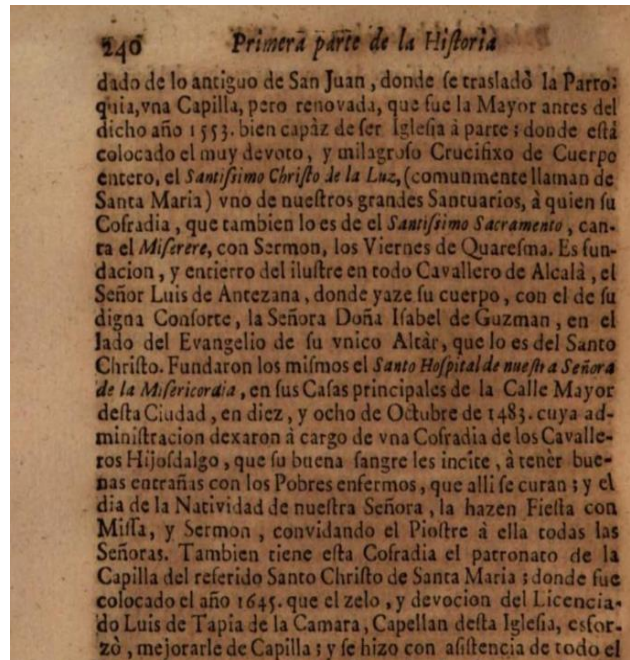 240 Primera parte de la Historia
dado de lo antiguo de San Juan, donde se trasladò la Parro-
quia, vna Capilla, pero renovada, que fue la Mayor antes del
dicho año 1553. bien capàz de ser Iglesia à parte; donde està
colocado el muy devoto, y milagroso Crucifixo de Cuerpo
entero, el Santissimo Christo de la Luz, (comunmente llaman de
Santa Maria) vno de nuestros grandes Santuarios, à quien su
Cofradia, que tambien lo es de el Santissimo Sacramento, can-
ta el Miserere, con Sermon, los Viernes de Quaresma. Es fun-
dacion, y entierro del ilustre en todo Cavallero de Alcalà, el
Señor Luis de Antezana, donde yaze su cuerpo, con el de su
digna Consorte, la Señora Doña Isabel de Guzman, en el
lado del Evangelio de su vnico Altàr, que lo es del Santo
Christo. Fundaron los mismos el Santo Hospital de nuestra Señora
de la Misericordia, en sus Casas principales de la Calle Mayor
desta Ciudad, en diez, y ocho de Octubre de 1483. cuya ad-
ministracion dexaron à cargo de vna Cofradia de los Cavalle-
ros Hijosdalgo, que su buena sangre les incite, à tenèr bue-
nas entrañas con los Pobres enfermos, que alli se curan; y el
dia de la Natividad de nuestra Señora, la hazen Fiesta con
Missa, y Sermon, convidando el Piostre à ella todas las
Señoras. Tambien tiene esta Cofradia el patronato de la
Capilla del referido Santo Christo de Santa Maria; donde fue
colocado el año 1645. que el zelo, y devocion del Licencia-
do Luis de Tapia de la Camara, Capellan desta Iglesia, esfor-
zò, mejorarle de Capilla; y se hizo con asistencia de todo el